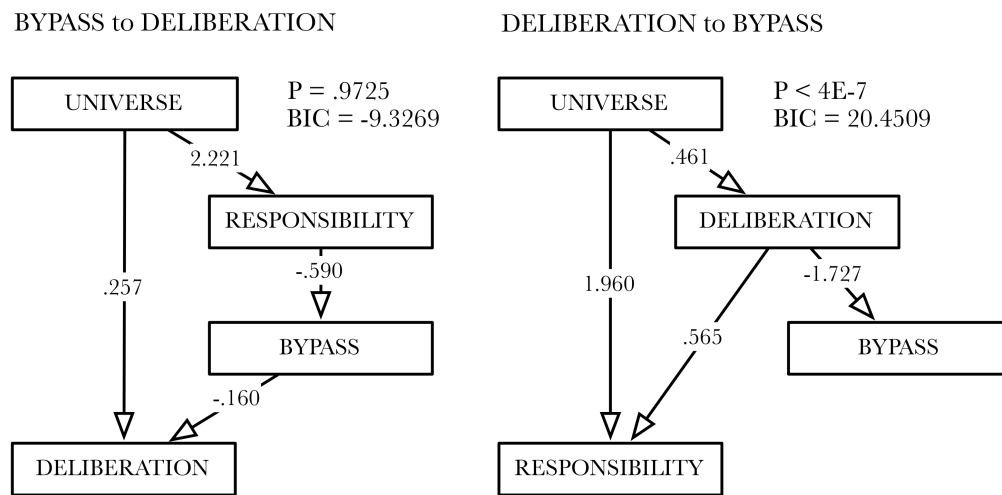 BYPASS to DELIBERATION
UNIVERSE
P = .9725
BIC = -9.3269
2.221
RESPONSIBILITY
-.590
.257
BYPASS
-.160
DELIBERATION
DELIBERATION to BYPASS
UNIVERSE
P < 4E-7
BIC = 20.4509
.461
DELIBERATION
-1.727
1.960
.565
BYPASS
RESPONSIBILITY